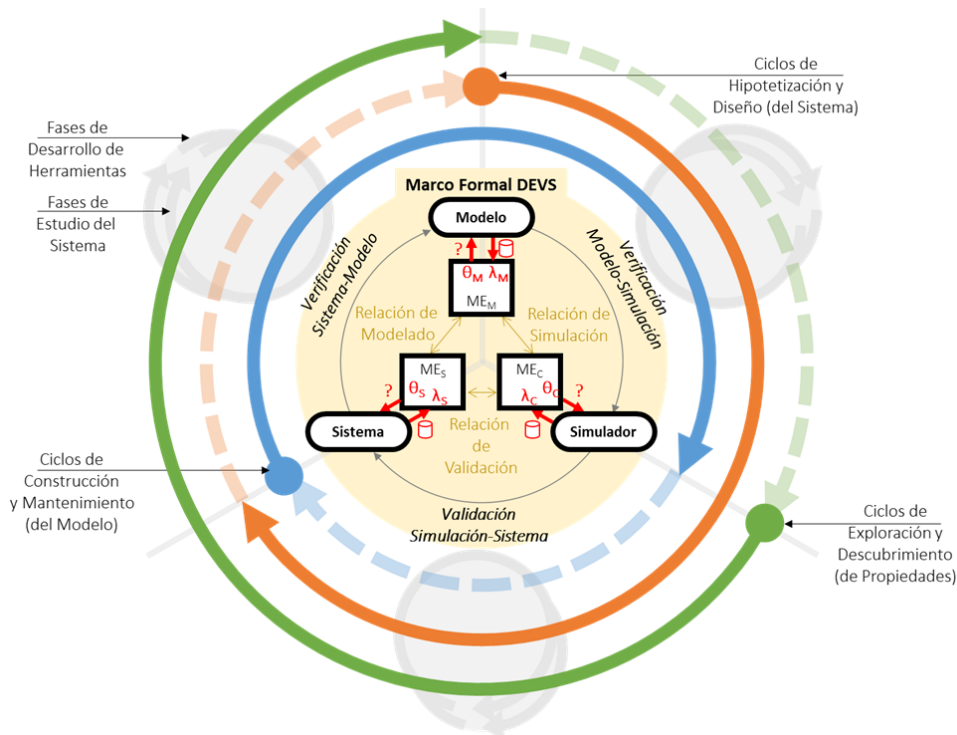 Ciclos de
Hipotetización y
Diseño (del Sistema)
Fases de
Desarrollo de
Herramientas
Fases de
Estudio del
Sistema
Marco Formal DEVS
Modelo
?
θM λM
MEM
Verificación
Sistema-Modelo
Verificación
Modelo-Simulación
Relación de
Modelado
Relación de
Simulación
MES
θS λS
?
MEC
λC θC
?
Sistema
Relación
de
Validación
Simulador
Ciclos de
Construcción
y Mantenimiento
(del Modelo)
Validación
Simulación-Sistema
Ciclos de
Exploración y
Descubrimiento
(de Propiedades)